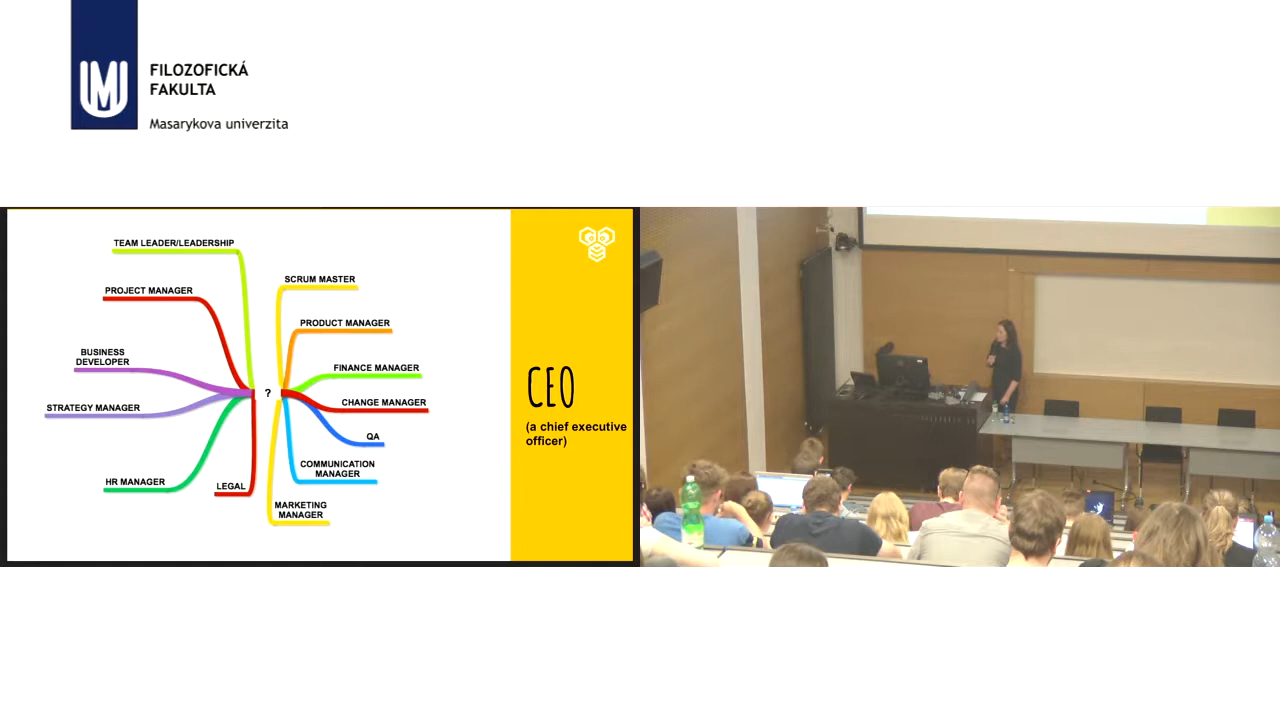 FILOZOFICKÁ
FAKULTA
Masarykova univerzita
TEAM LEADER/LEADERSHIP
PROJECT MANAGER
BUSINESS
DEVELOPER
STRATEGY MANAGER
HR MANAGER
LEGAL
?
SCRUM MASTER
PRODUCT MANAGER
FINANCE MANAGER
CHANGE MANAGER
QA
COMMUNICATION
MANAGER
MARKETING
MANAGER
CEO
(a chief executive
officer)